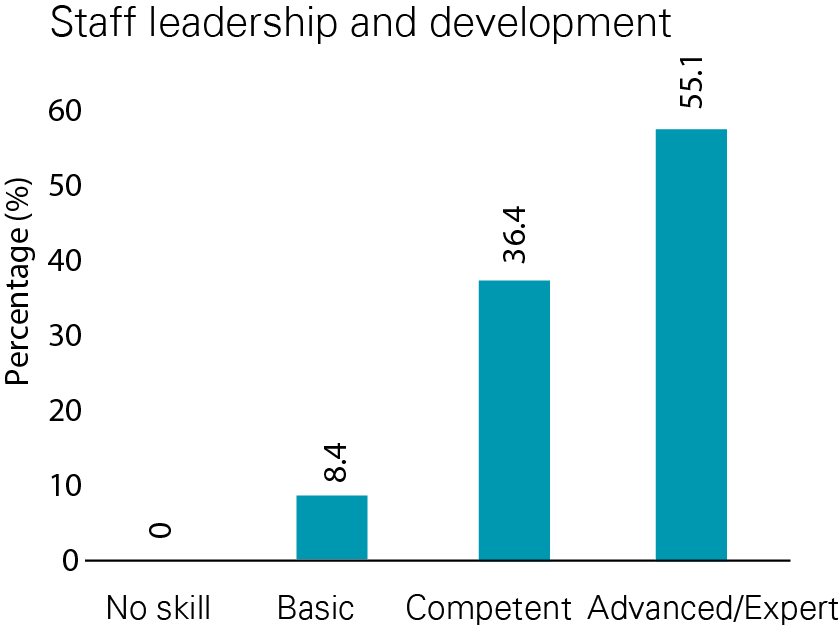 Staff leadership and development
Percentage (%)
60
50
40
30
20
10
0
0
8.4
36.4
55.1
No skill
Basic
Competent
Advanced/Expert